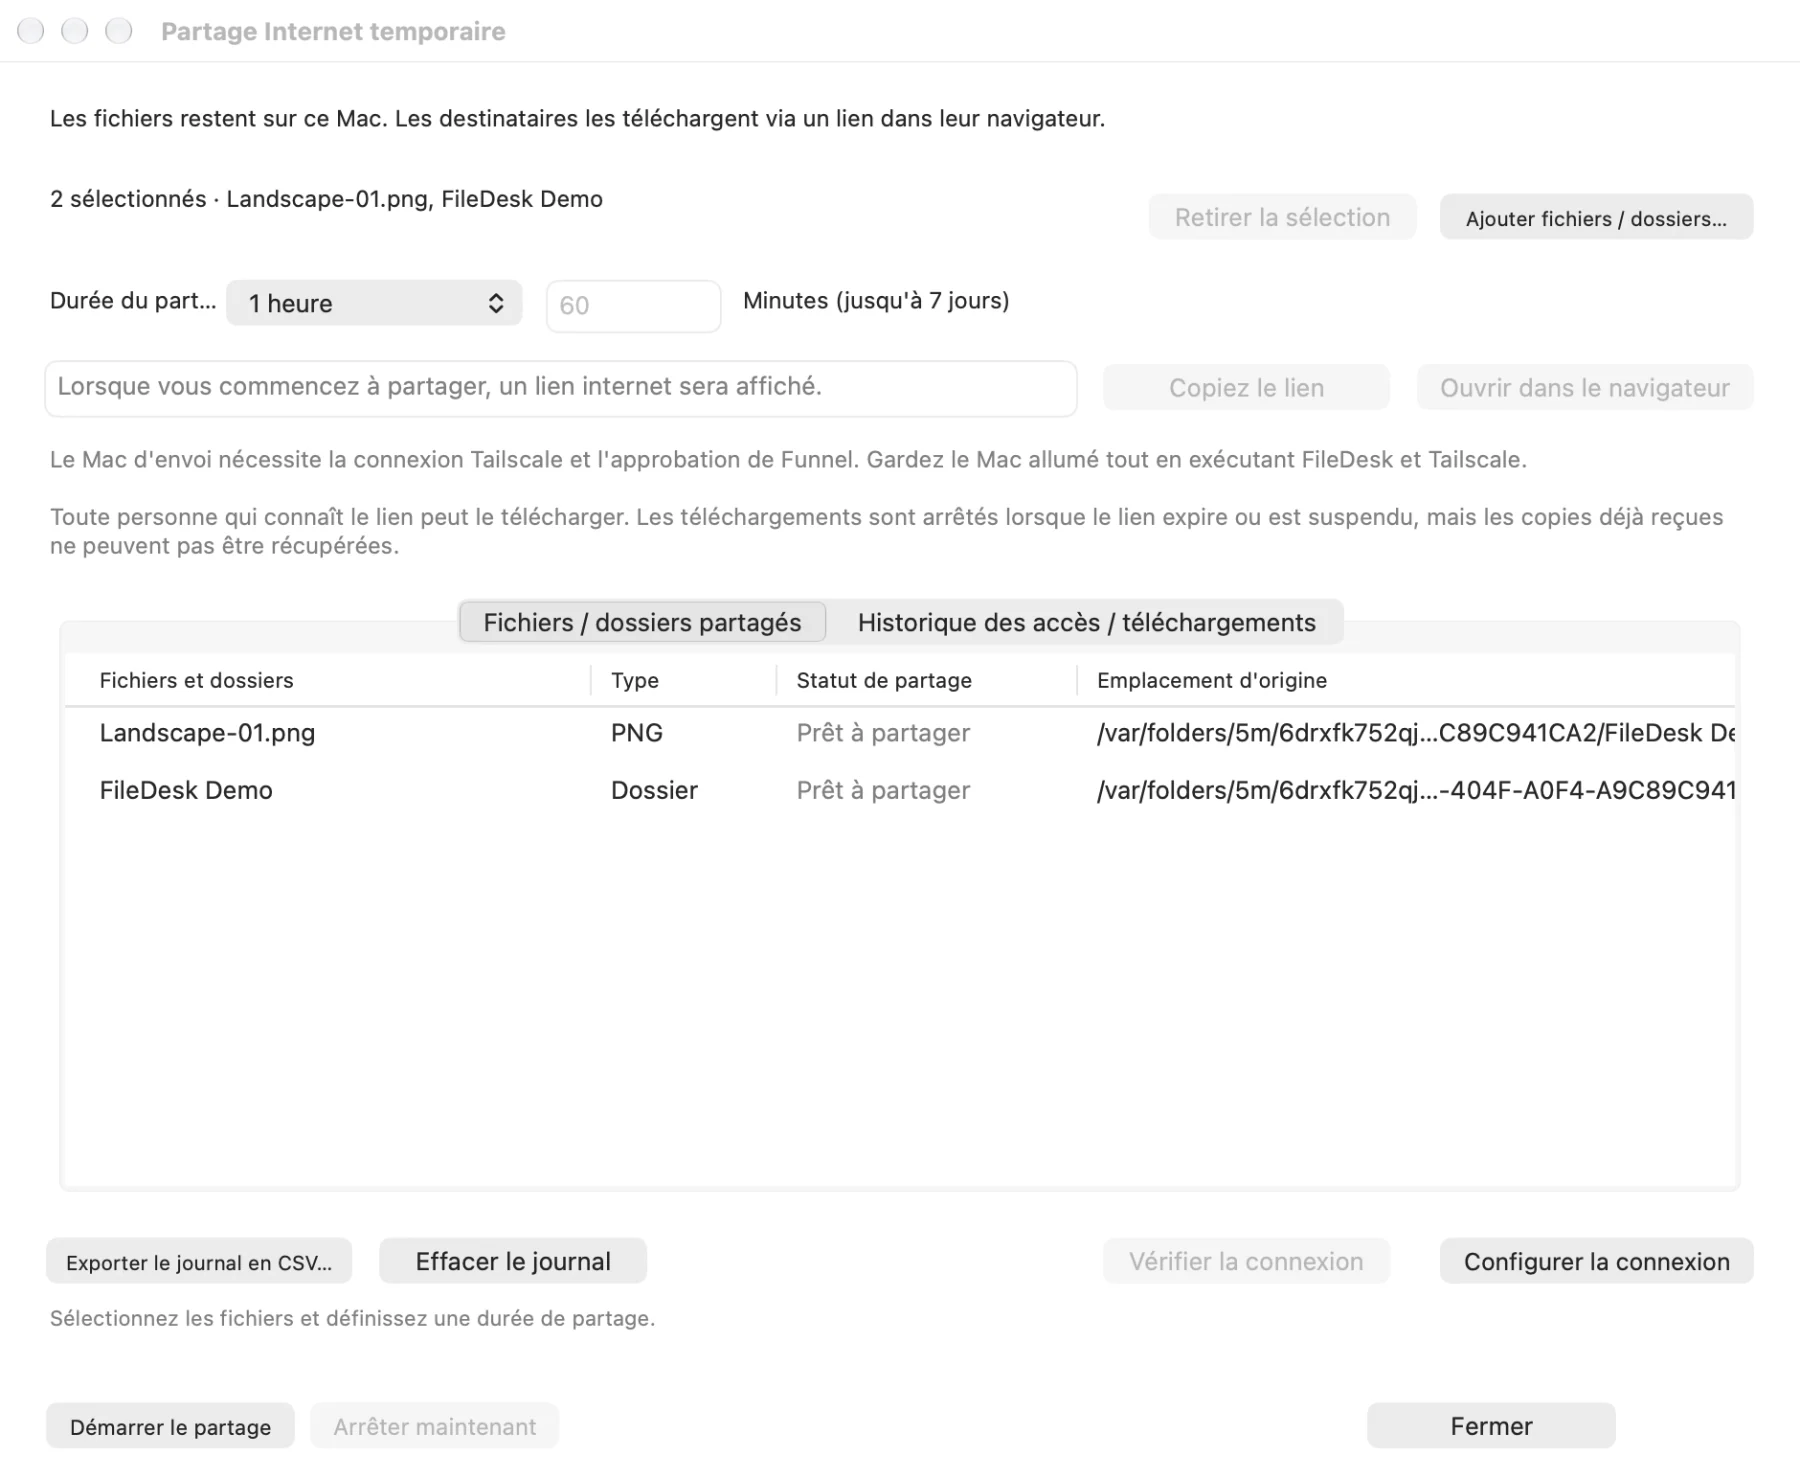 Partage Internet temporaire
Les fichiers restent sur ce Mac. Les destinataires les téléchargent via un lien dans leur navigateur.
2 sélectionnés · Landscape-01.png, FileDesk Demo
Retirer la sélection
Ajouter fichiers / dossiers...
Durée du part...
1 heure
60
Minutes (jusqu'à 7 jours)
Lorsque vous commencez à partager, un lien internet sera affiché.
Copiez le lien
Ouvrir dans le navigateur
Le Mac d'envoi nécessite la connexion Tailscale et l'approbation de Funnel. Gardez le Mac allumé tout en exécutant FileDesk et Tailscale.
Toute personne qui connaît le lien peut le télécharger. Les téléchargements sont arrêtés lorsque le lien expire ou est suspendu, mais les copies déjà reçues
ne peuvent pas être récupérées.
Fichiers / dossiers partagés
Historique des accès / téléchargements
Fichiers et dossiers Type Statut de partage Emplacement d'origine
Landscape-01.png PNG Prêt à partager /var/folders/5m/6drxfk752qj...C89C941CA2/FileDesk De
FileDesk Demo Dossier Prêt à partager /var/folders/5m/6drxfk752qj...-404F-A0F4-A9C89C941
Exporter le journal en CSV...
Effacer le journal
Vérifier la connexion
Configurer la connexion
Sélectionnez les fichiers et définissez une durée de partage.
Démarrer le partage
Arrêter maintenant
Fermer